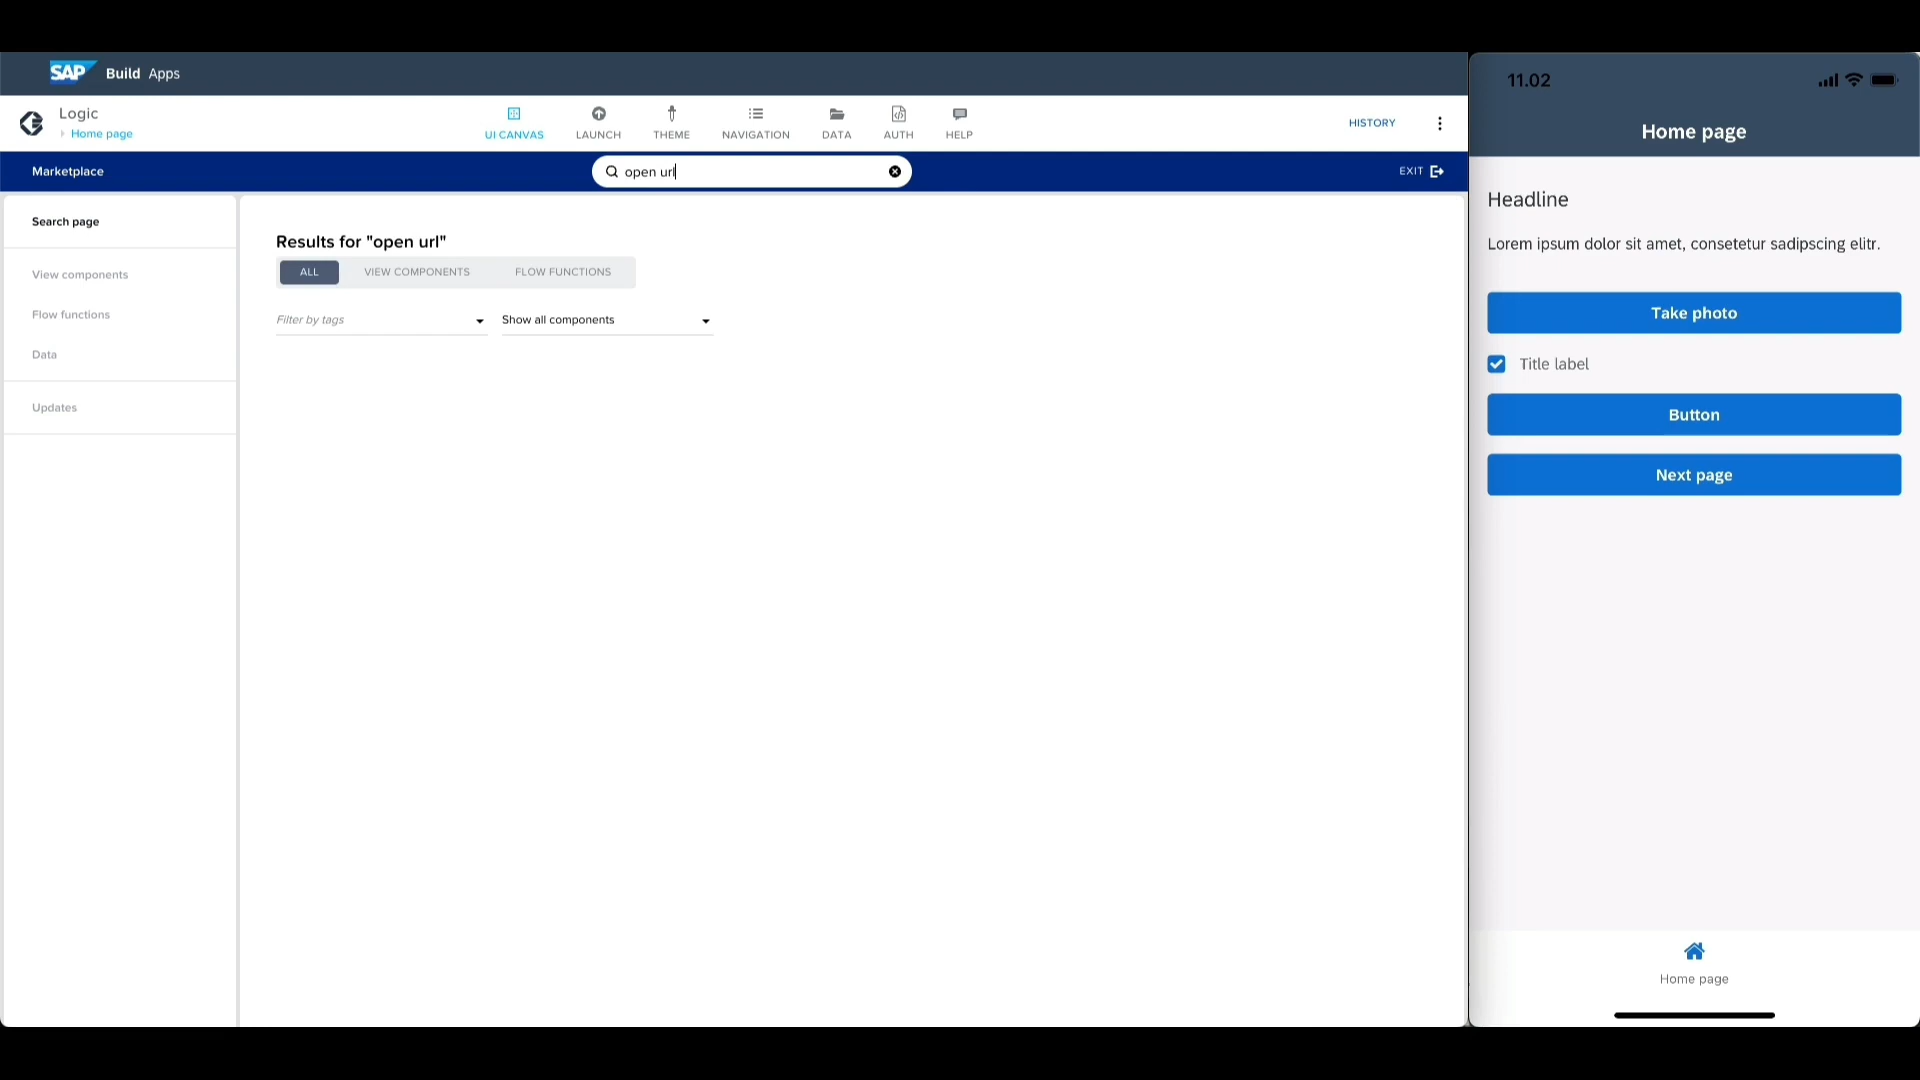 SAP Build Apps
Logic
Home page
UI CANVAS
LAUNCH
THEME
NAVIGATION
DATA
AUTH
HELP
HISTORY
Marketplace
open url
EXIT
Search page
View components
Flow functions
Data
Updates
Results for "open url"
ALL
VIEW COMPONENTS
FLOW FUNCTIONS
Filter by tags
Show all components
11.02
Home page
Headline
Lorem ipsum dolor sit amet, consetetur sadipscing elitr.
Take photo
Title label
Button
Next page
Home page